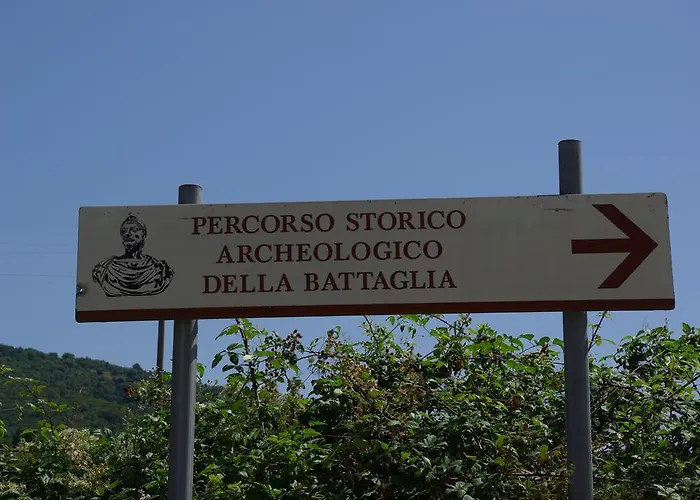 PERCORSO STORICO
ARCHEOLOGICO
DELLA BATTAGLIA